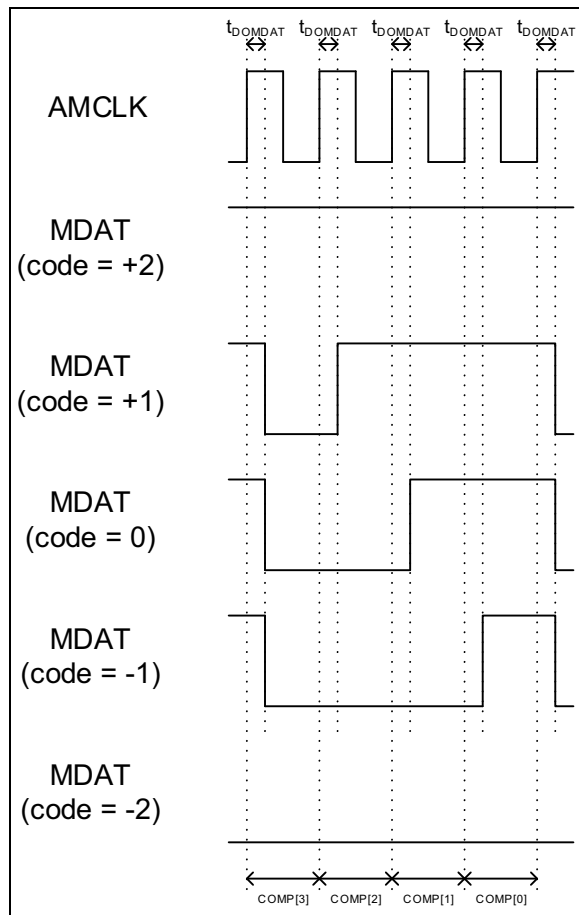 tDOMDAT tDOMDAT tDOMDAT tDOMDAT tDOMDAT
AMCLK
MDAT
(code = +2)
MDAT
(code = +1)
MDAT
(code = 0)
MDAT
(code = -1)
MDAT
(code = -2)
COMP[3] COMP[2] COMP[1] COMP[0]